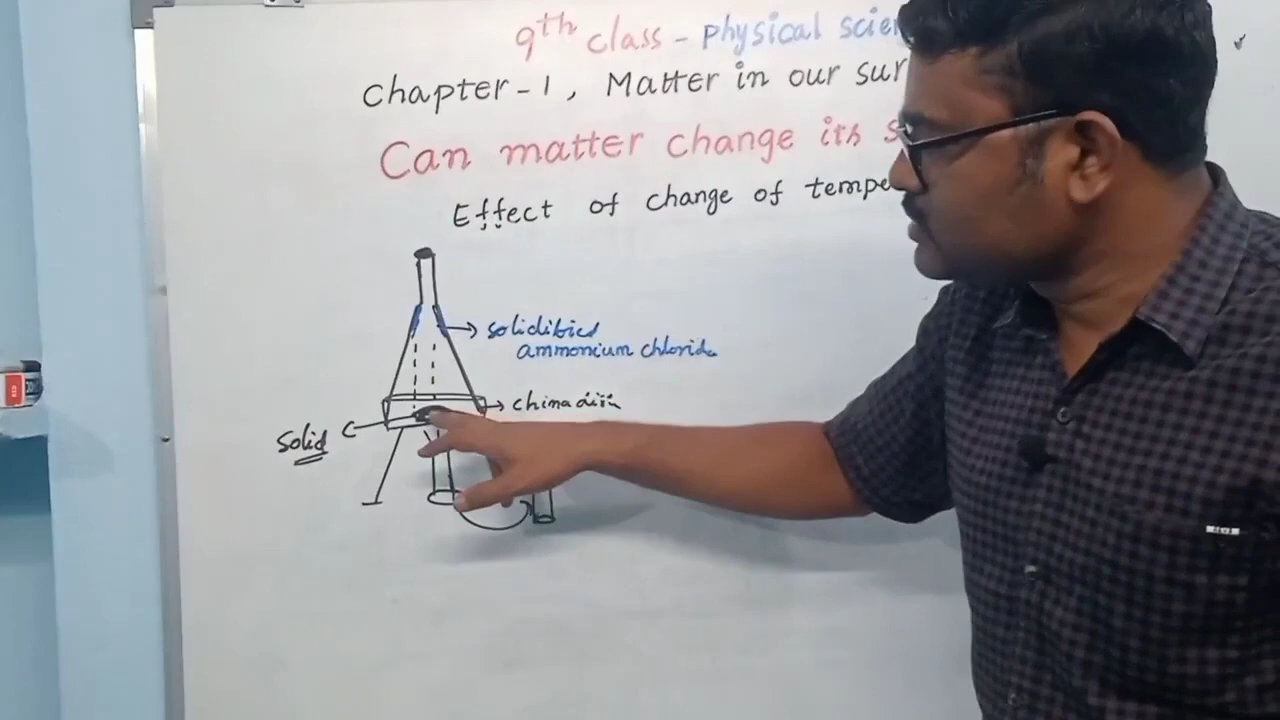 9th class - physical scien
chapter - 1, Matter in our sur
Can matter change its s
Effect of change of tempe
solidibied
ammonium chloride
china dish
solid